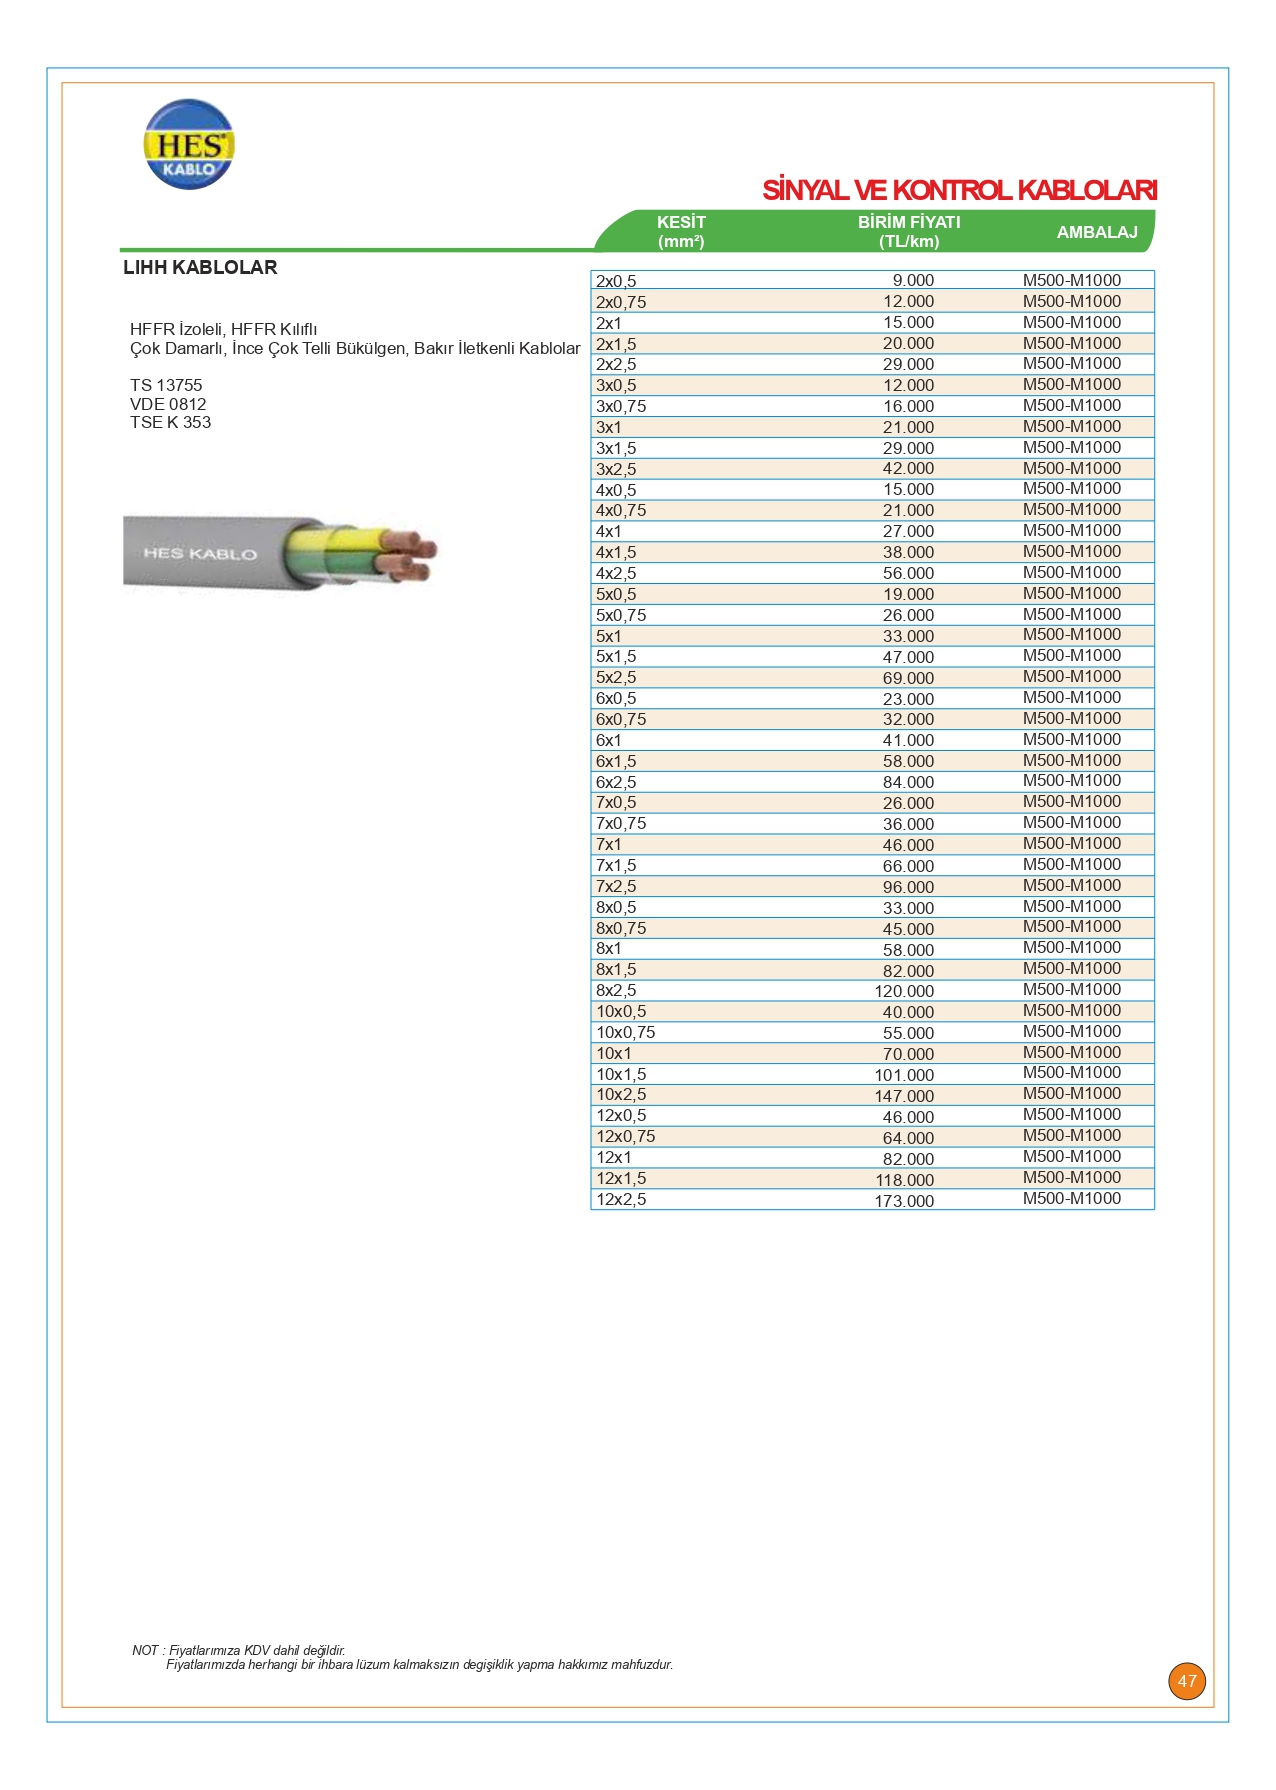 HES
KABLO
SİNYAL VE KONTROL KABLOLARI
KESİT (mm²) BİRİM FİYATI (TL/km) AMBALAJ
LIHH KABLOLAR
HFFR İzoleli, HFFR Kılıflı
Çok Damarlı, İnce Çok Telli Bükülgen, Bakır İletkenli Kablolar
TS 13755
VDE 0812
TSE K 353
HES KABLO
2x0,5 9.000 M500-M1000
2x0,75 12.000 M500-M1000
2x1 15.000 M500-M1000
2x1,5 20.000 M500-M1000
2x2,5 29.000 M500-M1000
3x0,5 12.000 M500-M1000
3x0,75 16.000 M500-M1000
3x1 21.000 M500-M1000
3x1,5 29.000 M500-M1000
3x2,5 42.000 M500-M1000
4x0,5 15.000 M500-M1000
4x0,75 21.000 M500-M1000
4x1 27.000 M500-M1000
4x1,5 38.000 M500-M1000
4x2,5 56.000 M500-M1000
5x0,5 19.000 M500-M1000
5x0,75 26.000 M500-M1000
5x1 33.000 M500-M1000
5x1,5 47.000 M500-M1000
5x2,5 69.000 M500-M1000
6x0,5 23.000 M500-M1000
6x0,75 32.000 M500-M1000
6x1 41.000 M500-M1000
6x1,5 58.000 M500-M1000
6x2,5 84.000 M500-M1000
7x0,5 26.000 M500-M1000
7x0,75 36.000 M500-M1000
7x1 46.000 M500-M1000
7x1,5 66.000 M500-M1000
7x2,5 96.000 M500-M1000
8x0,5 33.000 M500-M1000
8x0,75 45.000 M500-M1000
8x1 58.000 M500-M1000
8x1,5 82.000 M500-M1000
8x2,5 120.000 M500-M1000
10x0,5 40.000 M500-M1000
10x0,75 55.000 M500-M1000
10x1 70.000 M500-M1000
10x1,5 101.000 M500-M1000
10x2,5 147.000 M500-M1000
12x0,5 46.000 M500-M1000
12x0,75 64.000 M500-M1000
12x1 82.000 M500-M1000
12x1,5 118.000 M500-M1000
12x2,5 173.000 M500-M1000
NOT : Fiyatlarımıza KDV dahil değildir.
Fiyatlarımızda herhangi bir ihbara lüzum kalmaksızın degişiklik yapma hakkımız mahfuzdur.
47